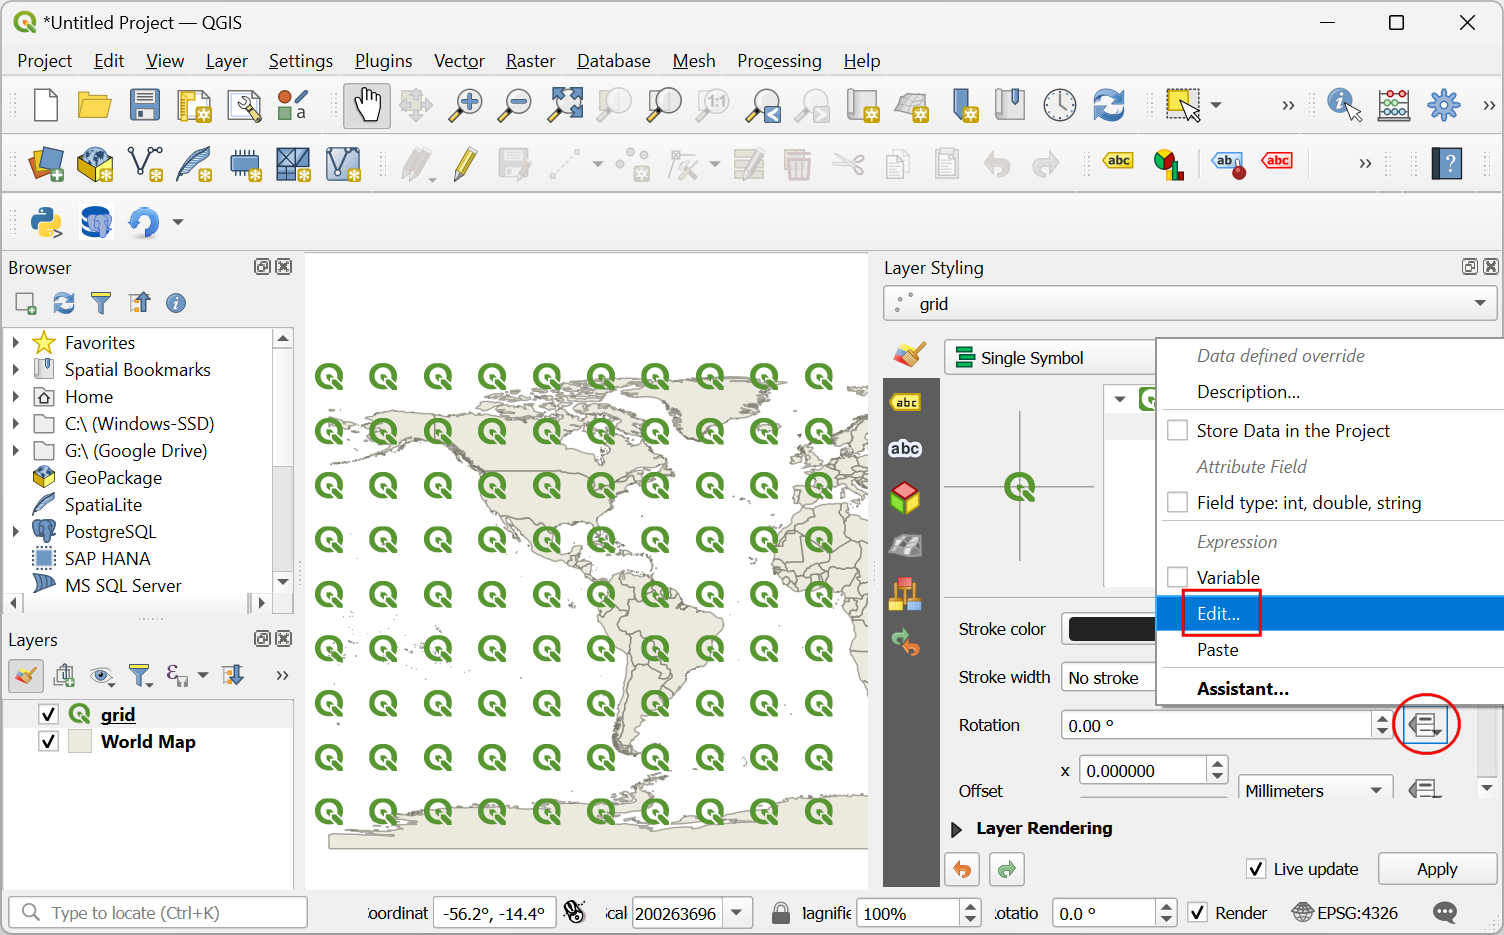 *Untitled Project — QGIS
Project Edit View Layer Settings Plugins Vector Raster Database Mesh Processing Help
Browser
Favorites
Spatial Bookmarks
Home
C:\ (Windows-SSD)
G:\ (Google Drive)
GeoPackage
SpatiaLite
PostgreSQL
SAP HANA
MS SQL Server
Layers
grid
World Map
Layer Styling
grid
Single Symbol
Data defined override
Description...
Store Data in the Project
Attribute Field
Field type: int, double, string
Expression
Variable
Edit...
Paste
Assistant...
Stroke color
Stroke width No stroke
Rotation 0.00 °
x 0.000000
Offset Millimeters
Layer Rendering
Live update Apply
Type to locate (Ctrl+K) oordinat -56.2°, -14.4° cal 200263696 agnifie 100% otatio 0.0 ° Render EPSG:4326